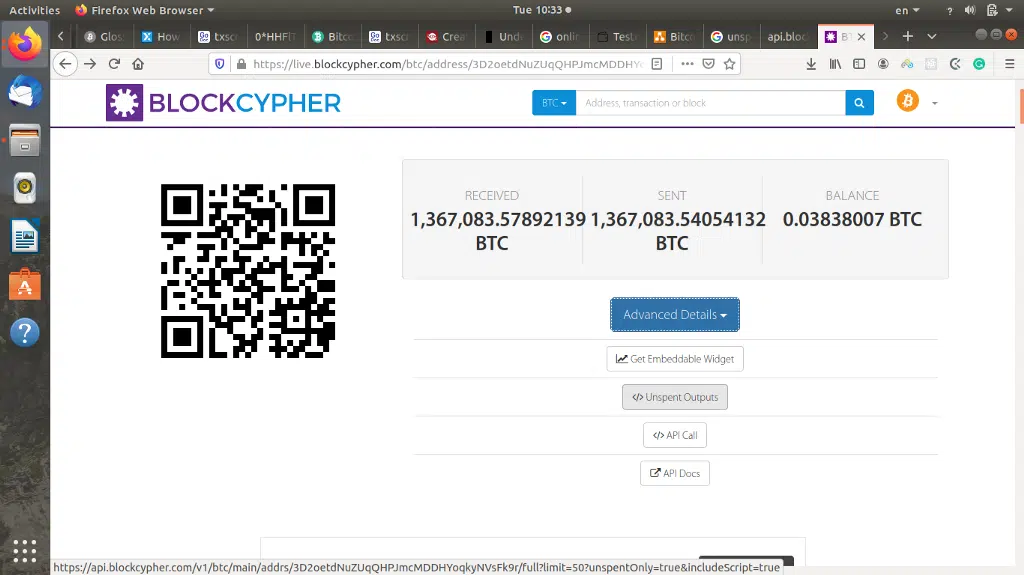 Activities Firefox Web Browser Tue 10:33 en
Glos How txsc 0*HHFlT Bitco txsc Crea Und onlin Test Bitco unsp api.bloc BT
https://live.blockcypher.com/btc/address/3D2oetdNuZUqQHPJmcMDDHYo
BLOCKCYPHER BTC Address, transaction or block
RECEIVED SENT BALANCE
1,367,083.57892139 1,367,083.54054132 0.03838007 BTC
BTC BTC
Advanced Details
Get Embeddable Widget
</> Unspent Outputs
</> API Call
API Docs
https://api.blockcypher.com/v1/btc/main/addrs/3D2oetdNuZUqQHPJmcMDDHYoqkyNVsFk9r/full?limit=50?unspentOnly=true&includeScript=true